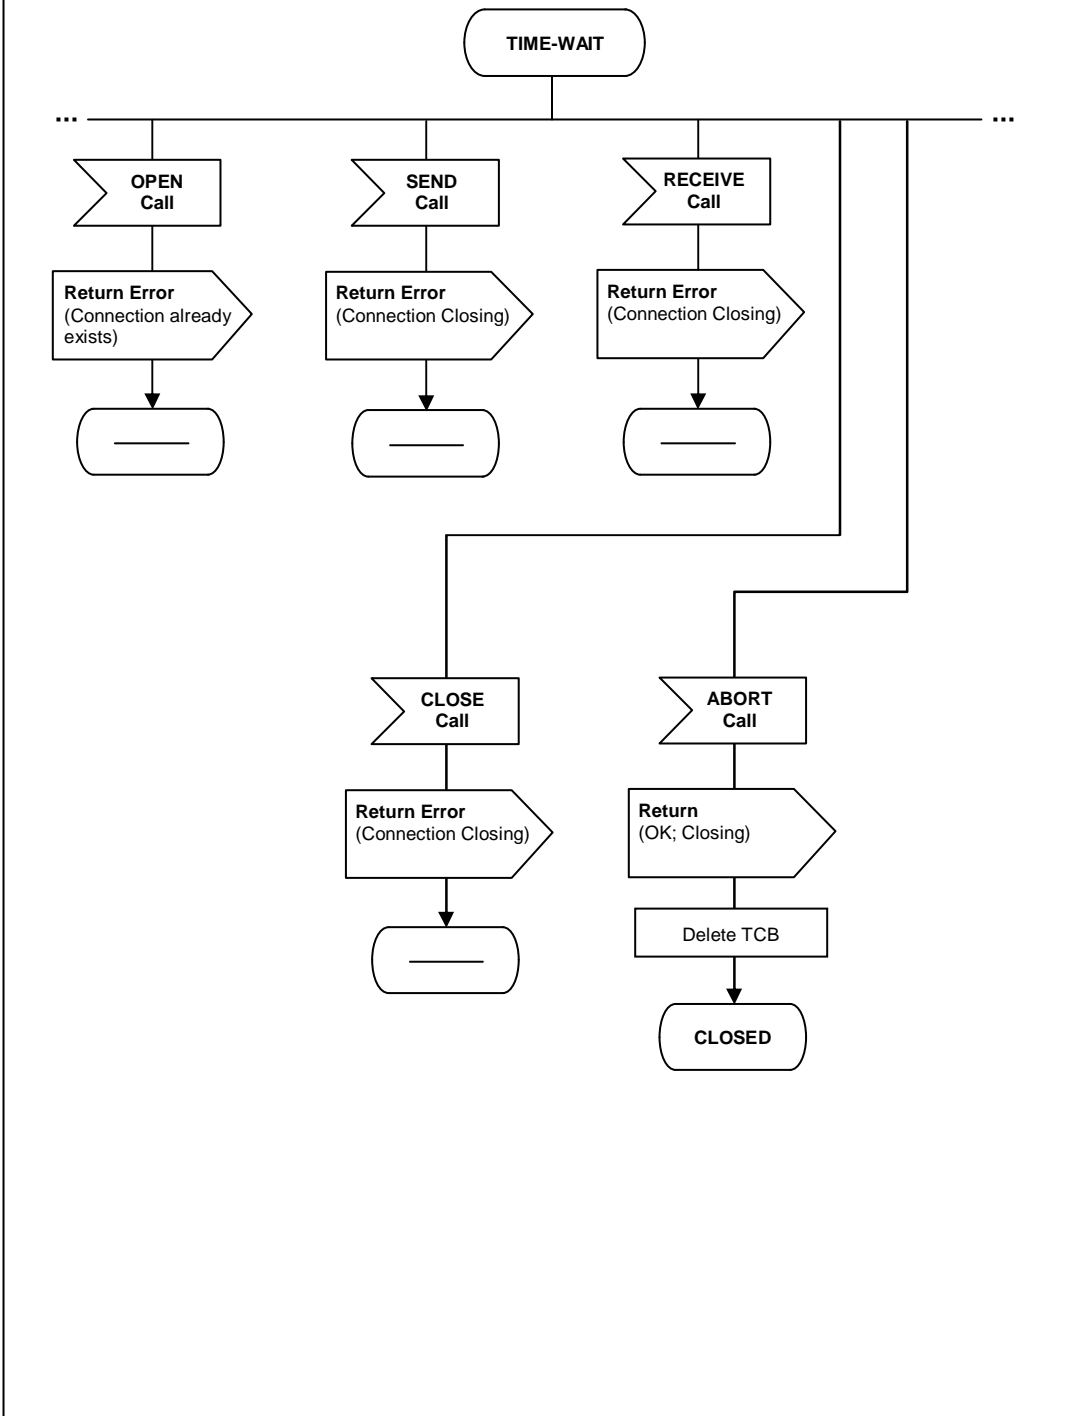 TIME-WAIT
... ...
OPEN
Call
SEND
Call
RECEIVE
Call
Return Error
(Connection already
exists)
Return Error
(Connection Closing)
Return Error
(Connection Closing)
CLOSE
Call
ABORT
Call
Return Error
(Connection Closing)
Return
(OK; Closing)
Delete TCB
CLOSED